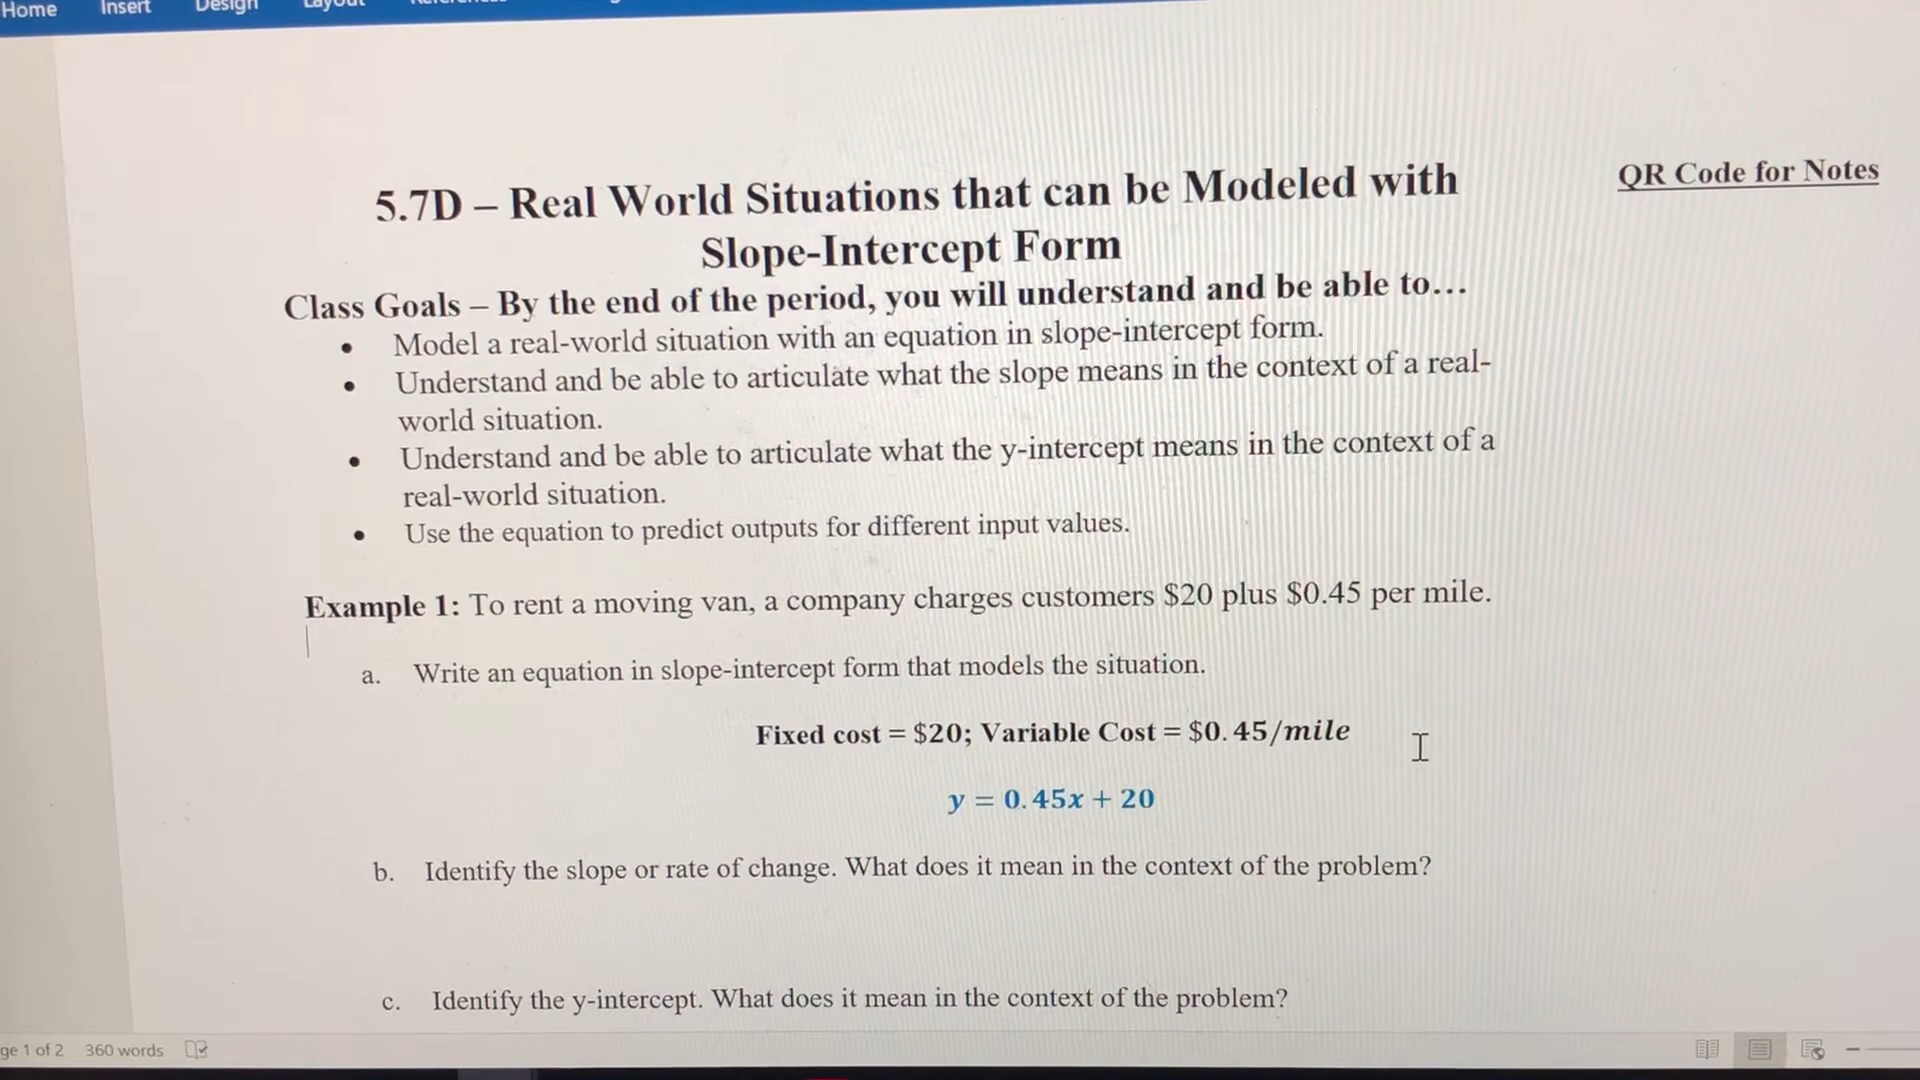 Home Insert Design Layout
5.7D – Real World Situations that can be Modeled with
Slope-Intercept Form
QR Code for Notes
Class Goals – By the end of the period, you will understand and be able to…
• Model a real-world situation with an equation in slope-intercept form.
• Understand and be able to articulate what the slope means in the context of a real-
world situation.
• Understand and be able to articulate what the y-intercept means in the context of a
real-world situation.
• Use the equation to predict outputs for different input values.
Example 1: To rent a moving van, a company charges customers $20 plus $0.45 per mile.
a. Write an equation in slope-intercept form that models the situation.
Fixed cost = $20; Variable Cost = $0.45/mile
y = 0.45x + 20
b. Identify the slope or rate of change. What does it mean in the context of the problem?
c. Identify the y-intercept. What does it mean in the context of the problem?
ge 1 of 2 360 words